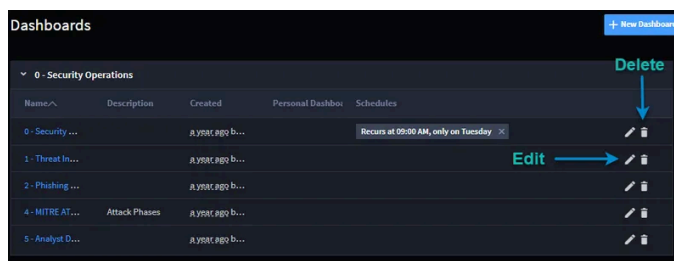 Dashboards
+ New Dashboar
0 - Security Operations
Delete
Name
Description
Created
Personal Dashboa
Schedules
0 - Security ...
a year ago b...
Recurs at 09:00 AM, only on Tuesday ×
1 - Threat In...
a year ago b...
Edit
2 - Phishing ...
a year ago b...
4 - MITRE AT...
Attack Phases
a year ago b...
5 - Analyst D...
a year ago b...